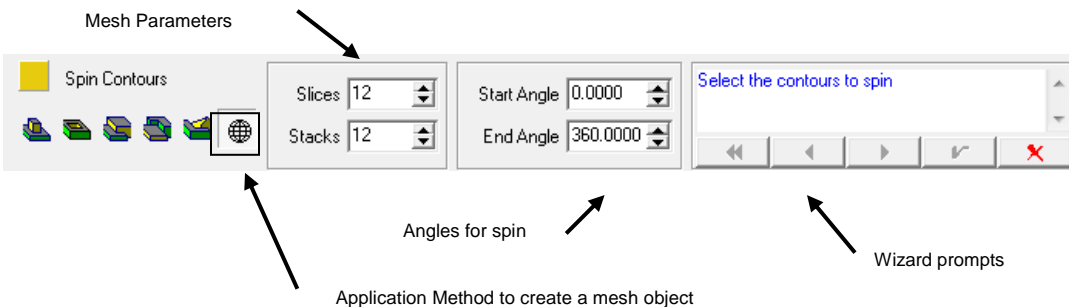 Mesh Parameters
Spin Contours
Slices 12
Stacks 12
Start Angle 0.0000
End Angle 360.0000
Select the contours to spin
Angles for spin
Wizard prompts
Application Method to create a mesh object